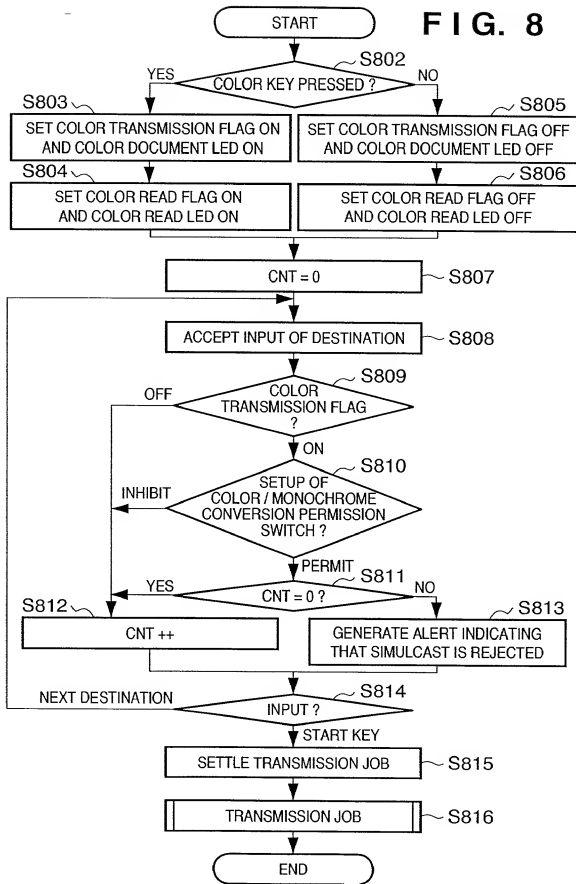 START
FIG. 8
S802
YES
COLOR KEY PRESSED ?
NO
S803
SET COLOR TRANSMISSION FLAG ON
AND COLOR DOCUMENT LED ON
S805
SET COLOR TRANSMISSION FLAG OFF
AND COLOR DOCUMENT LED OFF
S804
SET COLOR READ FLAG ON
AND COLOR READ LED ON
S806
SET COLOR READ FLAG OFF
AND COLOR READ LED OFF
CNT = 0
S807
ACCEPT INPUT OF DESTINATION
S808
S809
OFF
COLOR
TRANSMISSION FLAG
?
ON
S810
INHIBIT
SETUP OF
COLOR / MONOCHROME
CONVERSION PERMISSION
SWITCH ?
PERMIT
S811
YES
CNT = 0 ?
NO
S812
CNT ++
S813
GENERATE ALERT INDICATING
THAT SIMULCAST IS REJECTED
S814
NEXT DESTINATION
INPUT ?
START KEY
SETTLE TRANSMISSION JOB
S815
TRANSMISSION JOB
S816
END